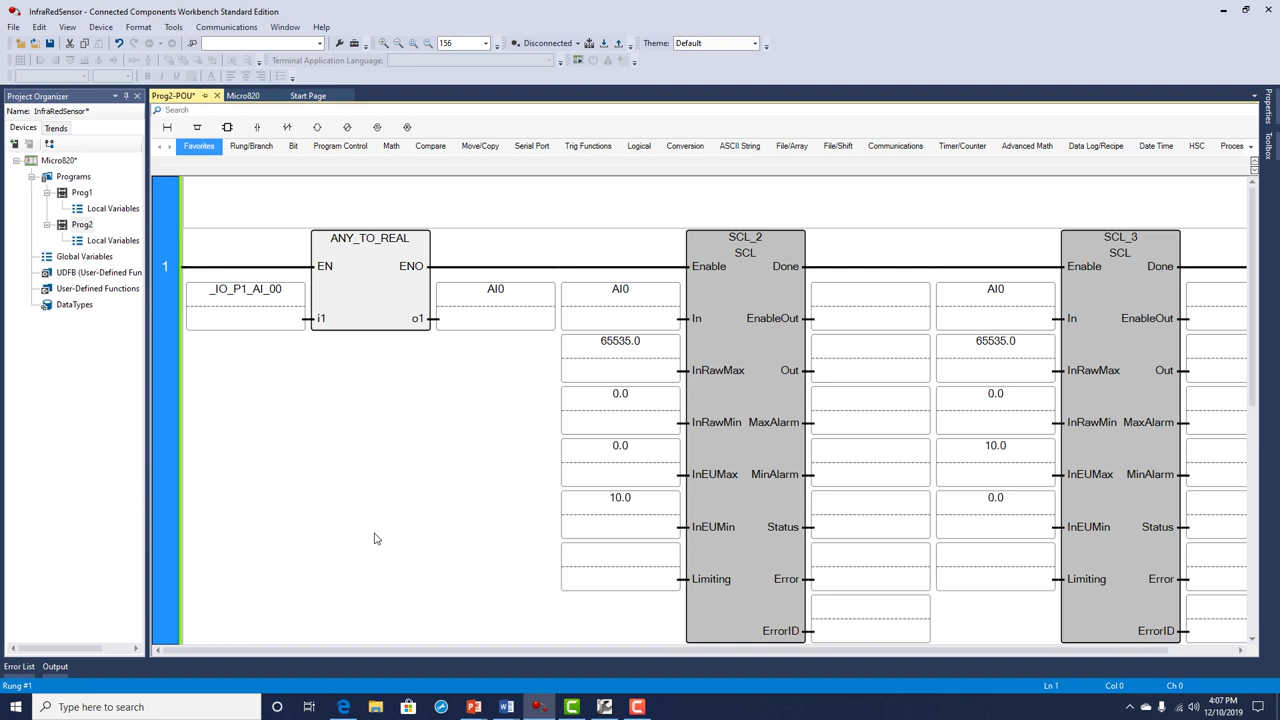 InfraRedSensor - Connected Components Workbench Standard Edition
File Edit View Device Format Tools Communications Window Help
156 Disconnected Theme: Default
Terminal Application Language:
Project Organizer
Name: InfraRedSensor*
Devices Trends
Micro820*
Programs
Prog1
Local Variables
Prog2
Local Variables
Global Variables
UDFB (User-Defined Fun
User-Defined Functions
DataTypes
Prog2-POU* Micro820 Start Page
Search
Favorites Rung/Branch Bit Program Control Math Compare Move/Copy Serial Port Trig Functions Logical Conversion ASCII String File/Array File/Shift Communications Timer/Counter Advanced Math Data Log/Recipe Date Time HSC Proces
1
ANY_TO_REAL
EN ENO
_IO_P1_AI_00 AI0
i1 o1
SCL_2
SCL
Enable Done
AI0
In EnableOut
65535.0
InRawMax Out
0.0
InRawMin MaxAlarm
0.0
InEUMax MinAlarm
10.0
InEUMin Status
Limiting Error
ErrorID
SCL_3
SCL
Enable Done
AI0
In EnableOut
65535.0
InRawMax Out
0.0
InRawMin MaxAlarm
10.0
InEUMax MinAlarm
0.0
InEUMin Status
Limiting Error
ErrorID
Properties
Toolbox
Error List Output
Rung #1 Ln 1 Col 0 Ch 0
Type here to search
4:07 PM
12/10/2019